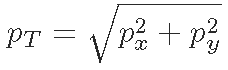 p_T = \sqrt{p_x^2 + p_y^2}